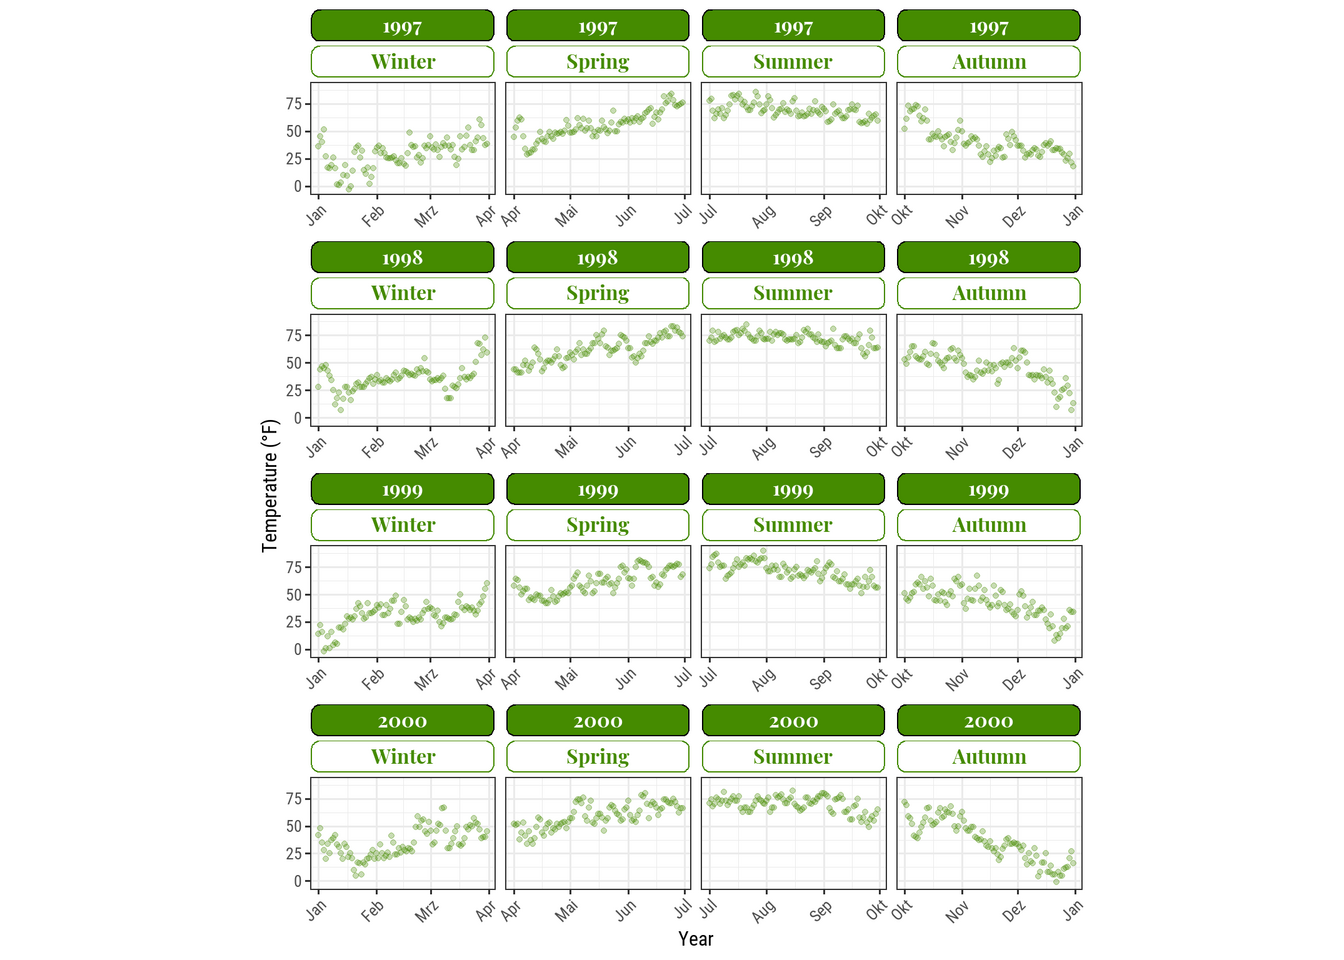 1997 1997 1997 1997
Winter Spring Summer Autumn
75
50
25
0
Jan Feb Mrz Apr Apr Mai Jun Jul Jul Aug Sep Okt Okt Nov Dez Jan
1998 1998 1998 1998
Winter Spring Summer Autumn
75
50
25
0
Jan Feb Mrz Apr Apr Mai Jun Jul Jul Aug Sep Okt Okt Nov Dez Jan
Temperature (°F)
1999 1999 1999 1999
Winter Spring Summer Autumn
75
50
25
0
Jan Feb Mrz Apr Apr Mai Jun Jul Jul Aug Sep Okt Okt Nov Dez Jan
2000 2000 2000 2000
Winter Spring Summer Autumn
75
50
25
0
Jan Feb Mrz Apr Apr Mai Jun Jul Jul Aug Sep Okt Okt Nov Dez Jan
Year